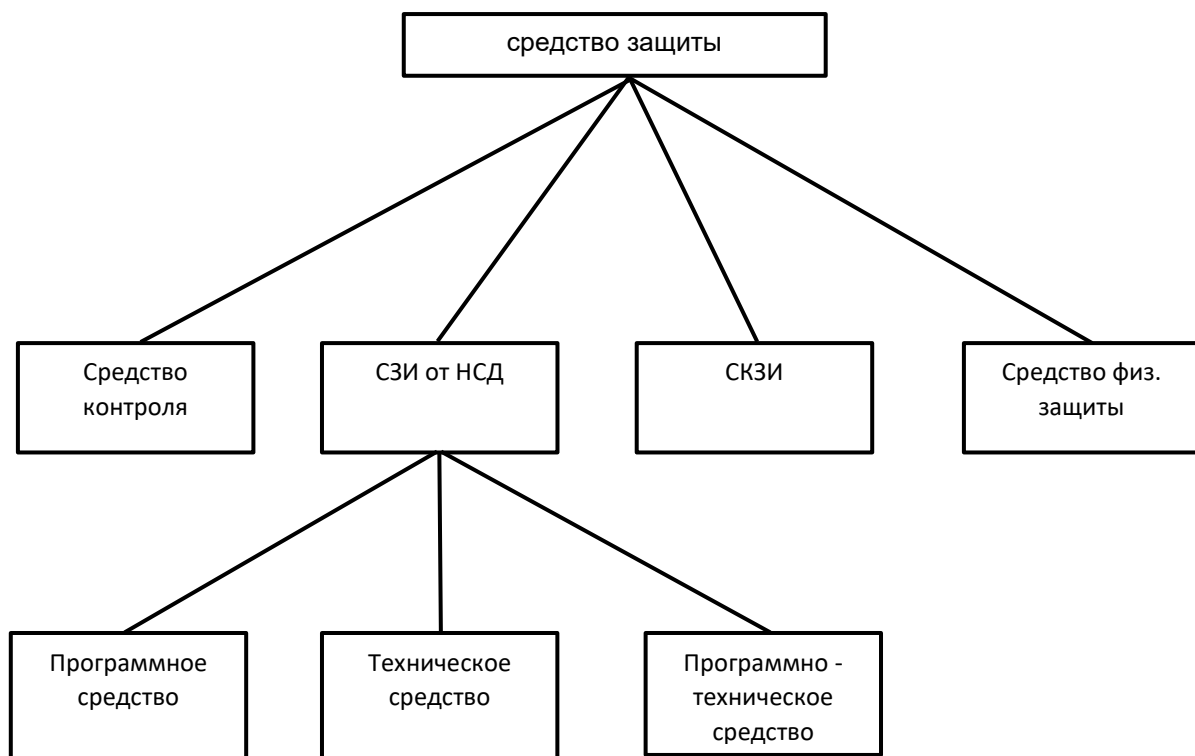 средство защиты
Средство
контроля
СЗИ от НСД
СКЗИ
Средство физ.
защиты
Программное
средство
Техническое
средство
Программно -
техническое
средство